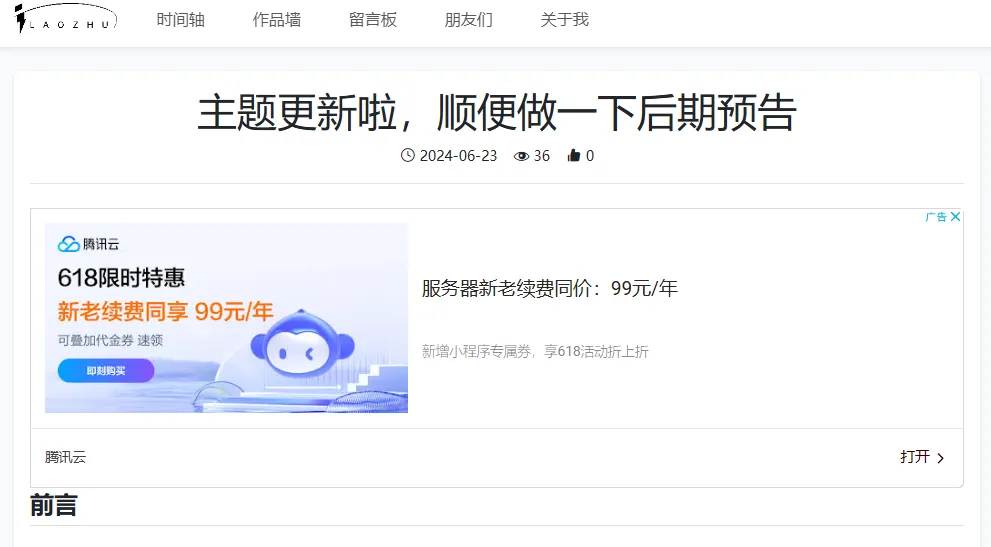 iLAOZHU 时间轴 作品墙 留言板 朋友们 关于我
主题更新啦，顺便做一下后期预告
2024-06-23 36 0
广告
腾讯云
618限时特惠
新老续费同享 99元/年
可叠加代金券 速领
即刻购买
服务器新老续费同价：99元/年
新增小程序专属券，享618活动折上折
腾讯云 打开
前言